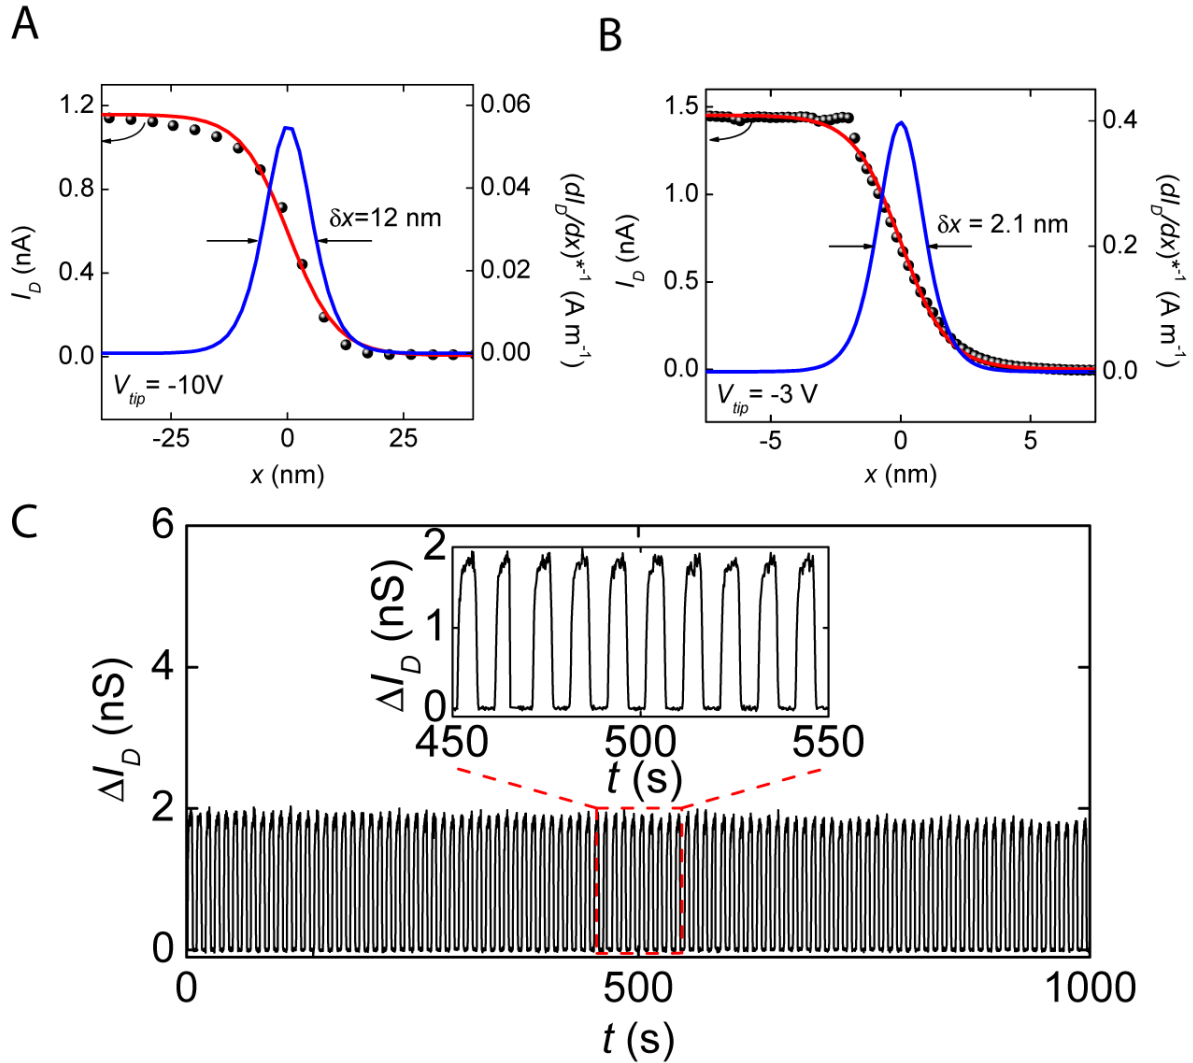 A
B
1.2
0.8
0.4
0.0
I_D (nA)
0.06
0.04
0.02
0.00
(dI_D/dx)*⁻¹ (A m⁻¹)
δx=12 nm
V_tip= -10V
-25
0
25
x (nm)
1.5
1.0
0.5
0.0
I_D (nA)
0.4
0.2
0.0
(dI_D/dx)*⁻¹ (A m⁻¹)
δx = 2.1 nm
V_tip= -3 V
-5
0
5
x (nm)
C
6
4
2
0
ΔI_D (nS)
2
1
0
ΔI_D (nS)
450
500
550
t (s)
0
500
1000
t (s)